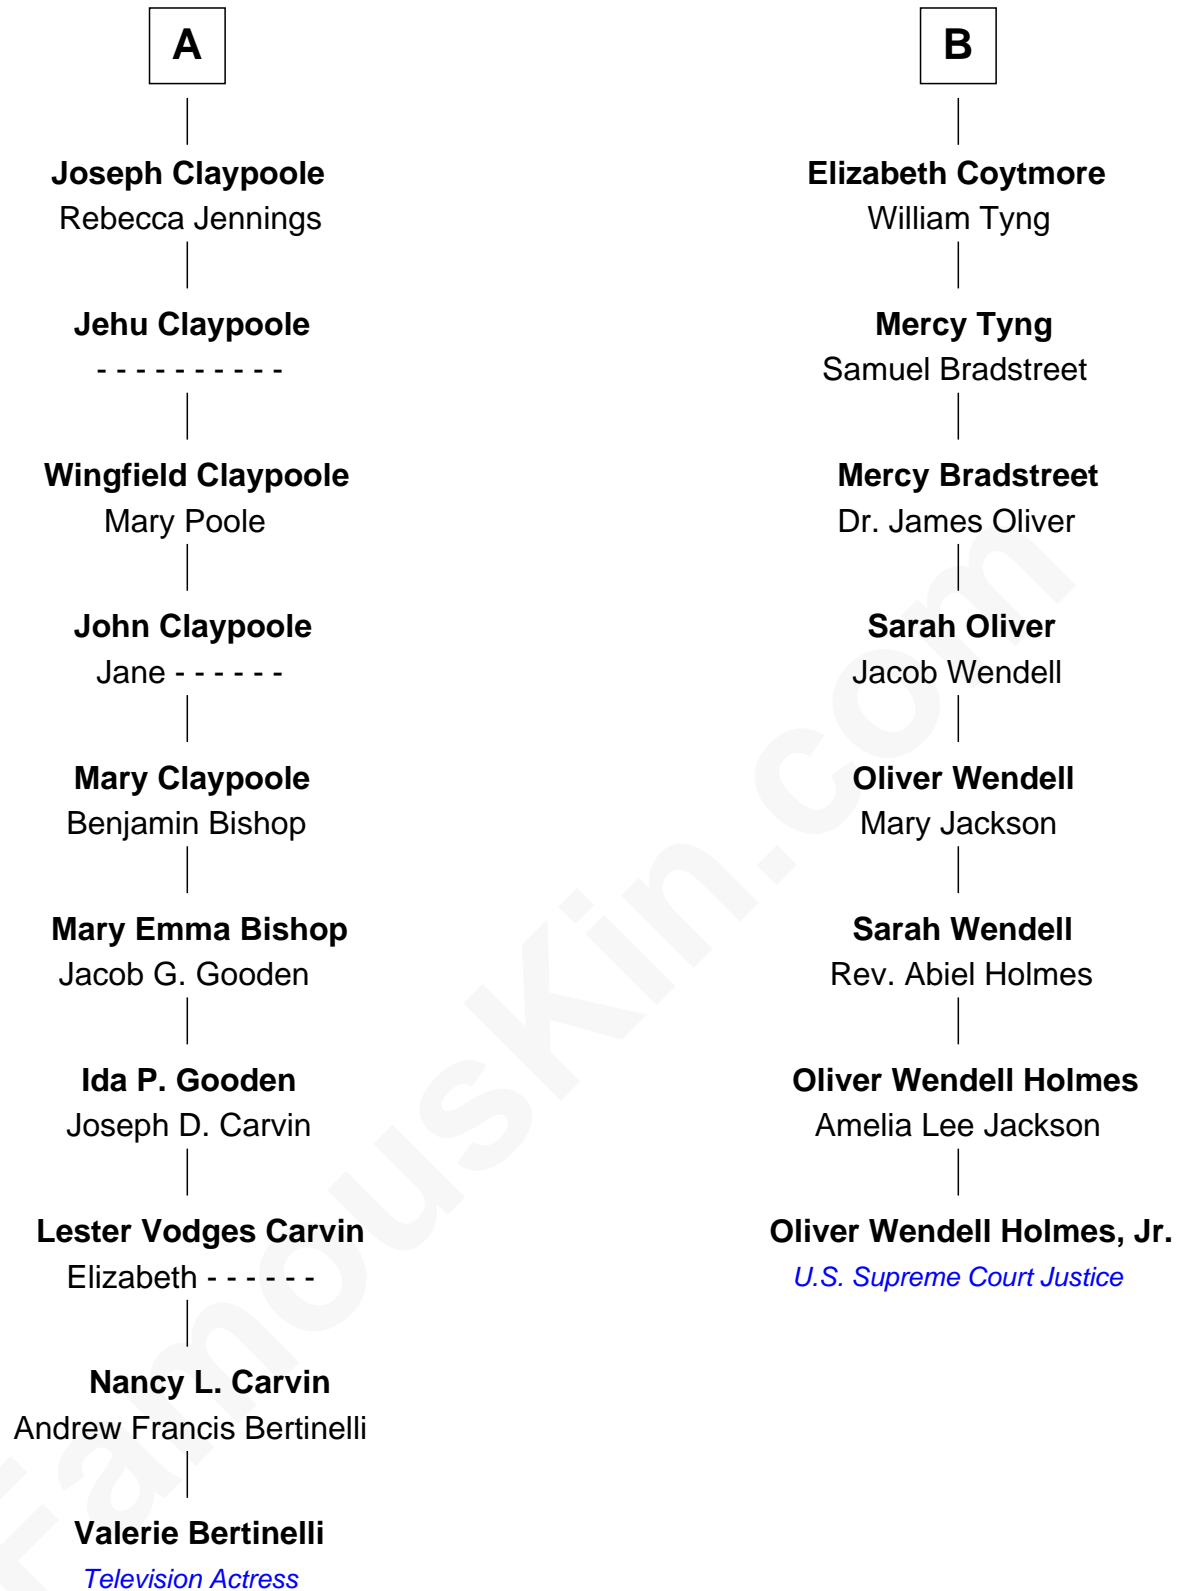 A
Joseph Claypoole
Rebecca Jennings
Jehu Claypoole
- - - - - - - - - -
Wingfield Claypoole
Mary Poole
John Claypoole
Jane - - - - - -
Mary Claypoole
Benjamin Bishop
Mary Emma Bishop
Jacob G. Gooden
Ida P. Gooden
Joseph D. Carvin
Lester Vodges Carvin
Elizabeth - - - - - -
Nancy L. Carvin
Andrew Francis Bertinelli
Valerie Bertinelli
Television Actress
B
Elizabeth Coytmore
William Tyng
Mercy Tyng
Samuel Bradstreet
Mercy Bradstreet
Dr. James Oliver
Sarah Oliver
Jacob Wendell
Oliver Wendell
Mary Jackson
Sarah Wendell
Rev. Abiel Holmes
Oliver Wendell Holmes
Amelia Lee Jackson
Oliver Wendell Holmes, Jr.
U.S. Supreme Court Justice
FamousKin.com